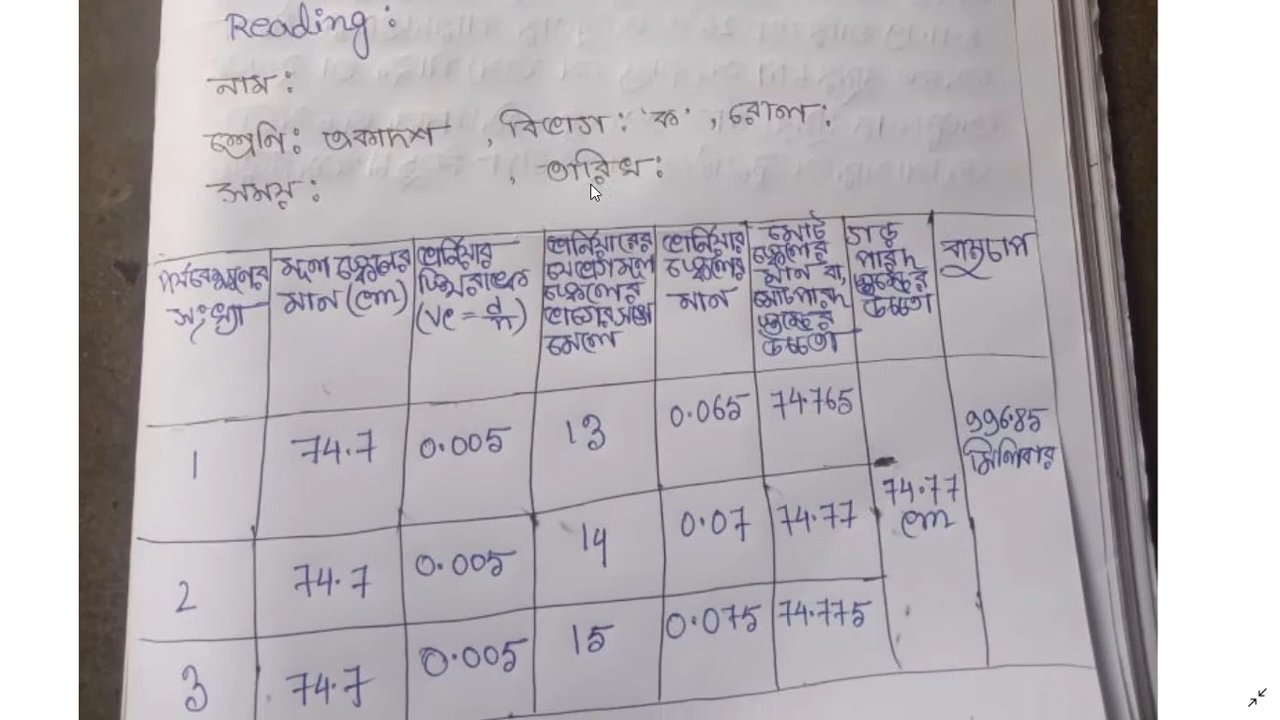 Reading :
নাম :
শ্রেণি : একাদশ , বিভাগ : 'ক' , রোল :
সময় : , তারিখ :
পর্যবেক্ষণের সংখ্যা
মূল স্কেলের মান (cm)
ভার্নিয়ার স্থিরাংক (Vc = d/n)
ভার্নিয়ারের যে ভাগ মূল স্কেলের ভাগের সঙ্গে মেলে
ভার্নিয়ার স্কেলের মান
মোট স্কেলের মান বা, মোট পারদ স্তম্ভের উচ্চতা
গড় পারদ স্তম্ভের উচ্চতা
বায়ুচাপ
1 74.7 0.005 13 0.065 74.765
2 74.7 0.005 14 0.07 74.77
3 74.7 0.005 15 0.075 74.775
74.77 cm
996.85 মিলিবার